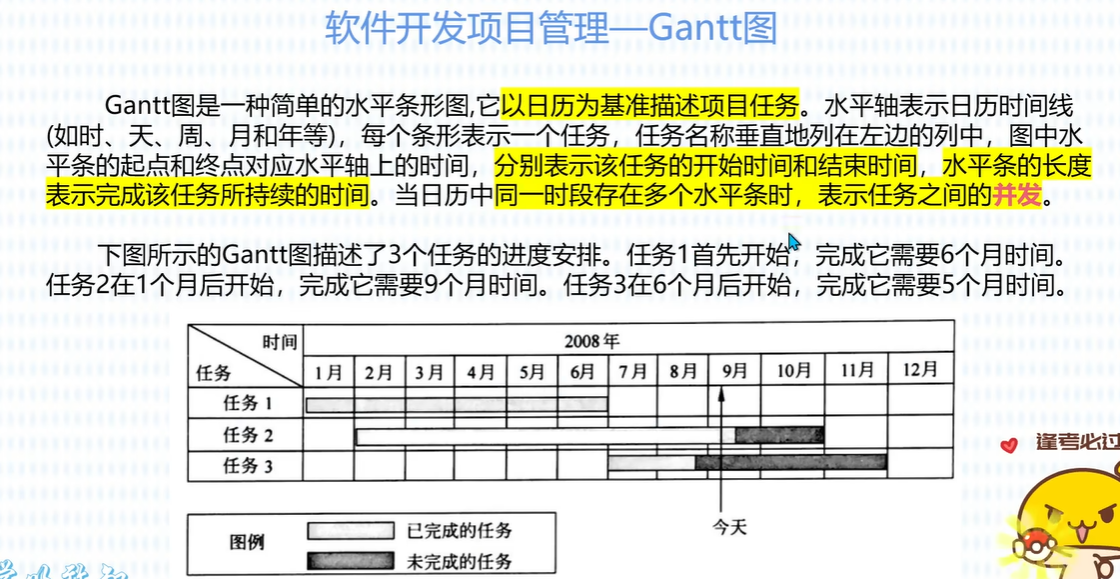 软件开发项目管理—Gantt图
Gantt图是一种简单的水平条形图,它以日历为基准描述项目任务。水平轴表示日历时间线
(如时、天、周、月和年等)，每个条形表示一个任务，任务名称垂直地列在左边的列中，图中水
平条的起点和终点对应水平轴上的时间，分别表示该任务的开始时间和结束时间，水平条的长度
表示完成该任务所持续的时间。当日历中同一时段存在多个水平条时，表示任务之间的并发。
下图所示的Gantt图描述了3个任务的进度安排。任务1首先开始，完成它需要6个月时间。
任务2在1个月后开始，完成它需要9个月时间。任务3在6个月后开始，完成它需要5个月时间。
时间 2008年
任务 1月 2月 3月 4月 5月 6月 7月 8月 9月 10月 11月 12月
任务1
任务2
任务3
今天
图例
已完成的任务
未完成的任务
逢考必过